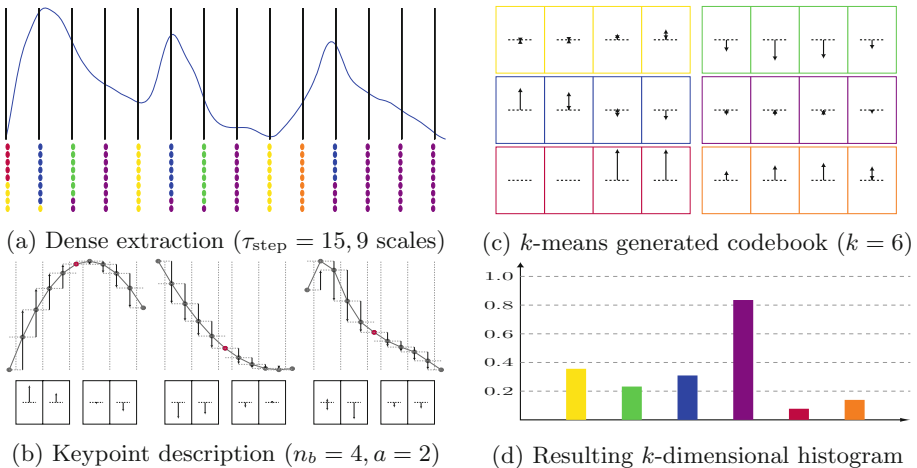 (a) Dense extraction (τstep = 15, 9 scales)
(c) k-means generated codebook (k = 6)
1.0
0.8
0.6
0.4
0.2
(b) Keypoint description (nb = 4, a = 2)
(d) Resulting k-dimensional histogram